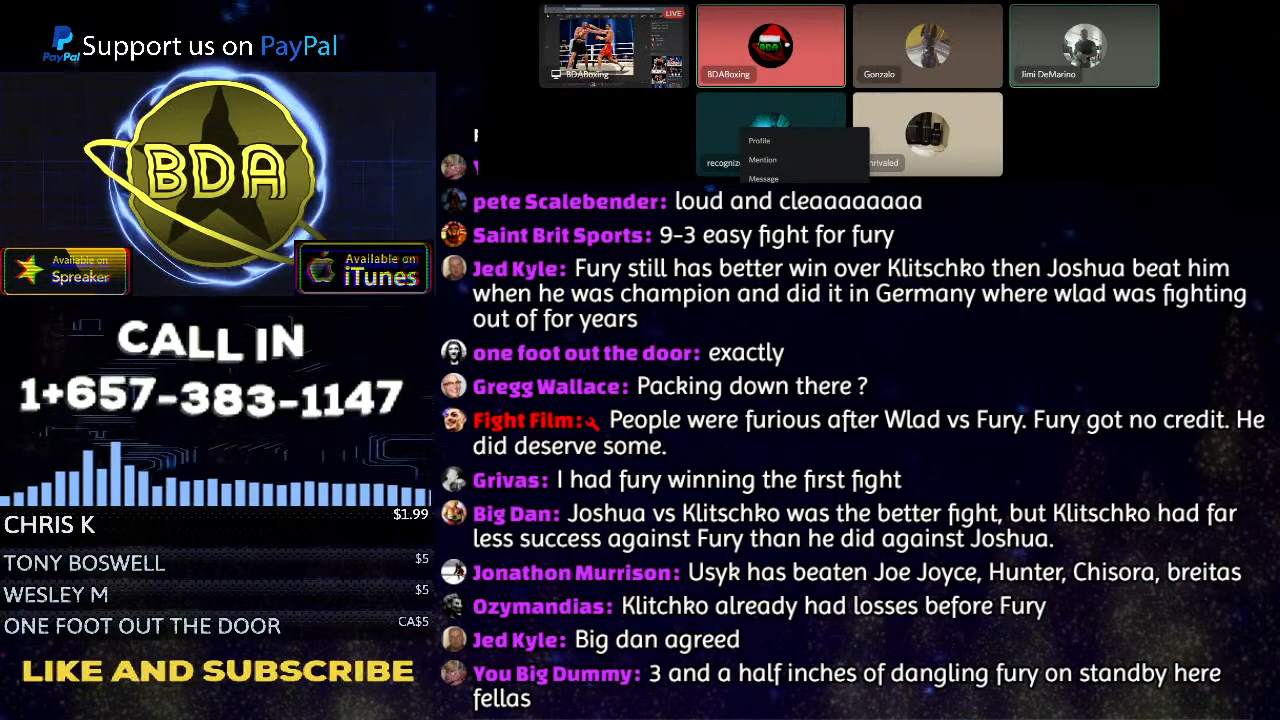 PayPal
Support us on PayPal
BDA
Available on
Spreaker
Available on
iTunes
CALL IN
1+657-383-1147
CHRIS K $1.99
TONY BOSWELL $5
WESLEY M $5
ONE FOOT OUT THE DOOR CA$5
LIKE AND SUBSCRIBE
LIVE
BDABoxing
BDA
BDABoxing
Gonzalo
Jimi DeMarino
Profile
Mention
Message
pete Scalebender: loud and cleaaaaaaaa
Saint Brit Sports: 9-3 easy fight for fury
Jed Kyle: Fury still has better win over Klitschko then Joshua beat him
when he was champion and did it in Germany where wlad was fighting
out of for years
one foot out the door: exactly
Gregg Wallace: Packing down there ?
Fight Film: People were furious after Wlad vs Fury. Fury got no credit. He
did deserve some.
Grivas: I had fury winning the first fight
Big Dan: Joshua vs Klitschko was the better fight, but Klitschko had far
less success against Fury than he did against Joshua.
Jonathon Murrison: Usyk has beaten Joe Joyce, Hunter, Chisora, breitas
Ozymandias: Klitchko already had losses before Fury
Jed Kyle: Big dan agreed
You Big Dummy: 3 and a half inches of dangling fury on standby here
fellas